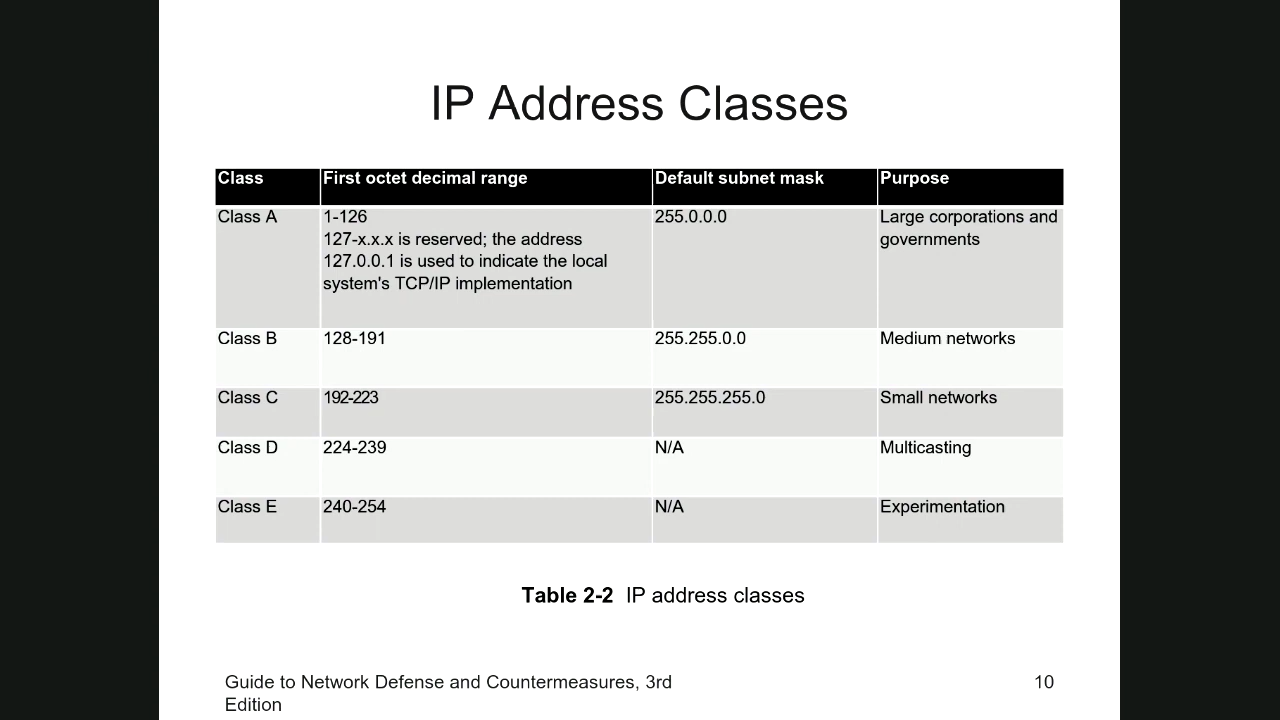 IP Address Classes
Class First octet decimal range Default subnet mask Purpose
Class A 1-126 255.0.0.0 Large corporations and
127-x.x.x is reserved; the address governments
127.0.0.1 is used to indicate the local
system's TCP/IP implementation
Class B 128-191 255.255.0.0 Medium networks
Class C 192-223 255.255.255.0 Small networks
Class D 224-239 N/A Multicasting
Class E 240-254 N/A Experimentation
Table 2-2 IP address classes
Guide to Network Defense and Countermeasures, 3rd 10
Edition